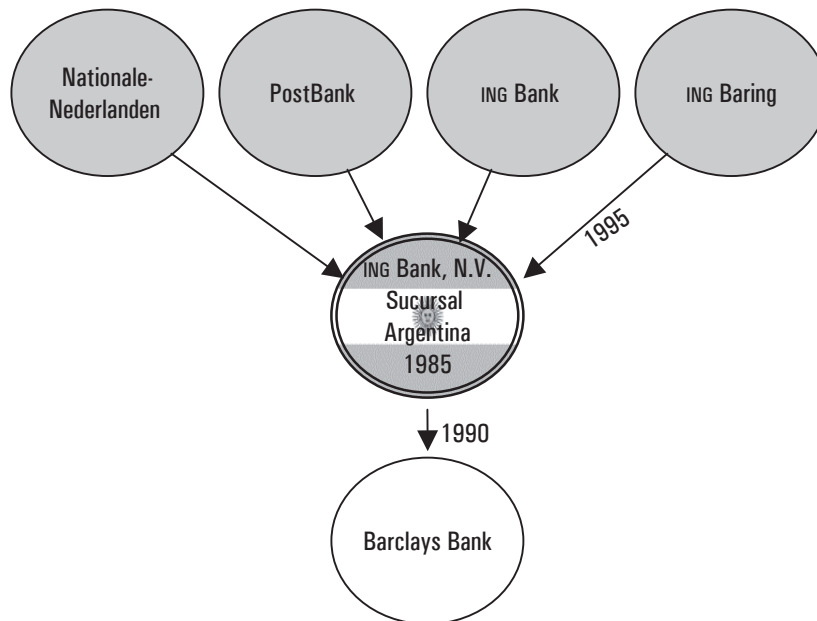 Nationale-
Nederlanden
PostBank
ING Bank
ING Baring
1995
ING Bank, N.V.
Sucursal
Argentina
1985
1990
Barclays Bank